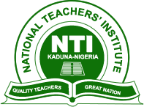 NATIONAL TEACHERS' INSTITUTE
NTI
KADUNA-NIGERIA
QUALITY TEACHERS GREAT NATION